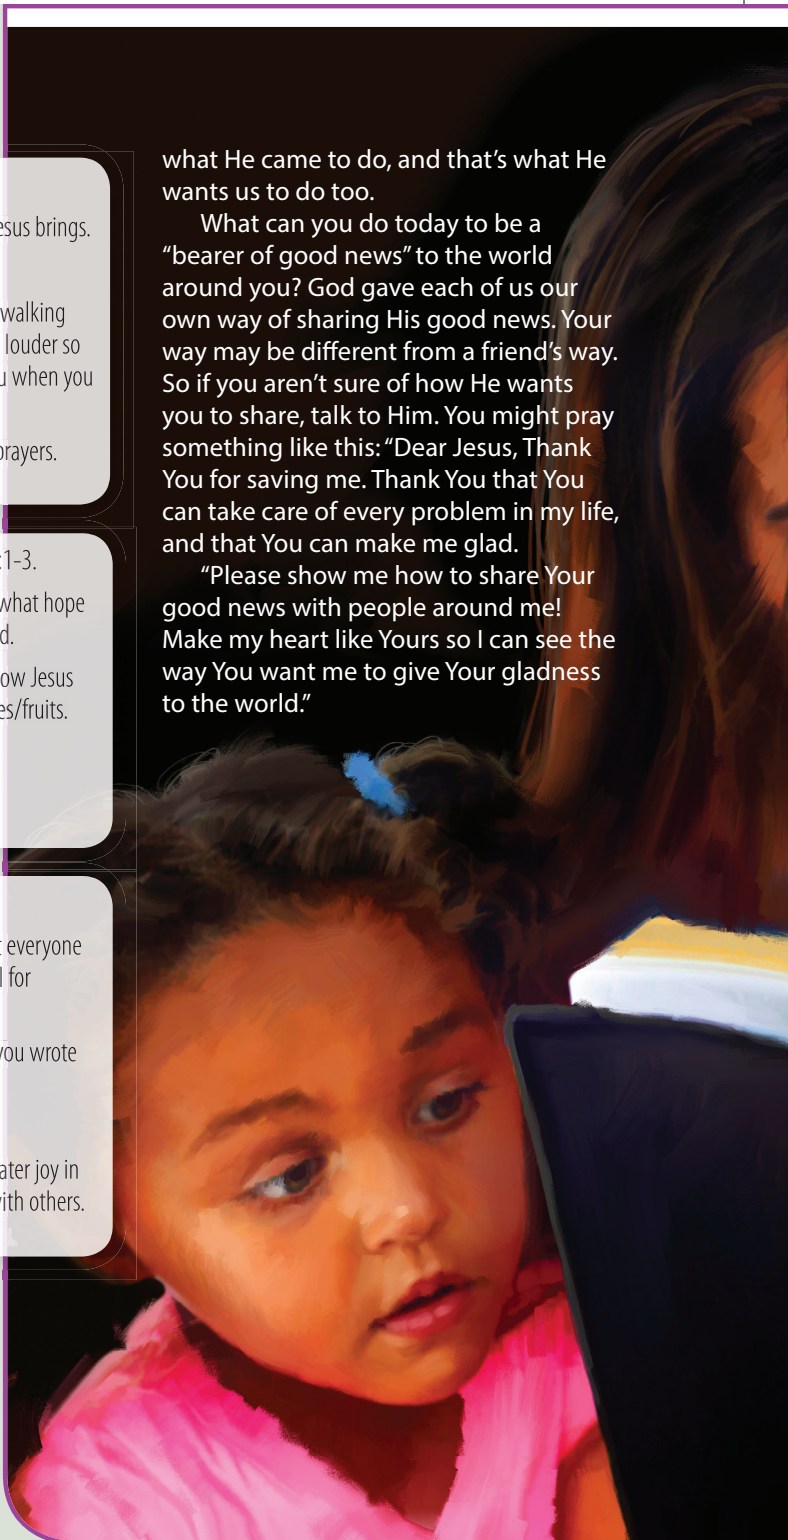 esus brings.
walking
louder so
when you
prayers.
:1-3.
what hope
d.
ow Jesus
es/fruits.
everyone
for
you wrote
ater joy in
with others.
what He came to do, and that’s what He
wants us to do too.
What can you do today to be a
“bearer of good news” to the world
around you? God gave each of us our
own way of sharing His good news. Your
way may be different from a friend’s way.
So if you aren’t sure of how He wants
you to share, talk to Him. You might pray
something like this: “Dear Jesus, Thank
You for saving me. Thank You that You
can take care of every problem in my life,
and that You can make me glad.
“Please show me how to share Your
good news with people around me!
Make my heart like Yours so I can see the
way You want me to give Your gladness
to the world.”